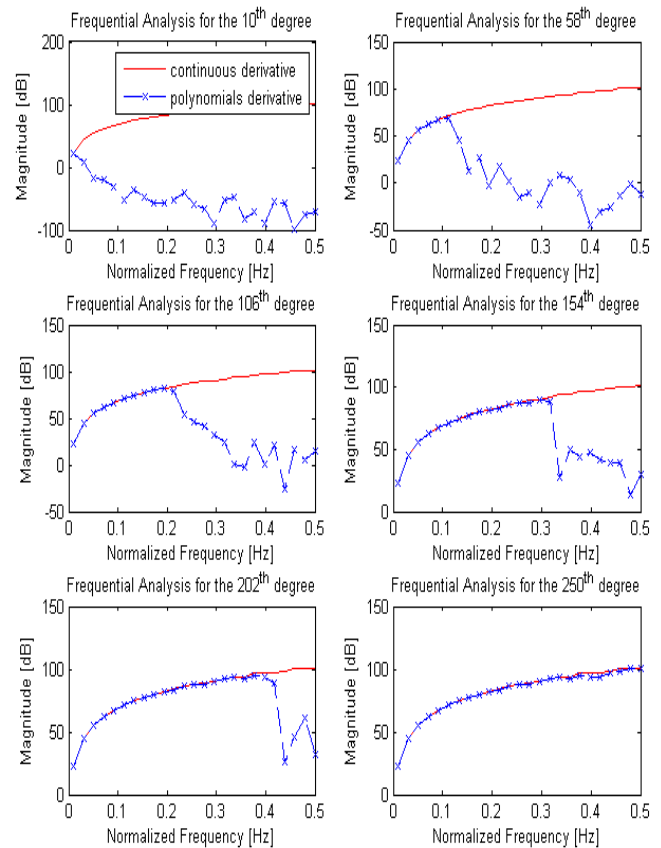 Frequential Analysis for the 10th degree
200
100
0
-100
Magnitude [dB]
continuous derivative
polynomials derivative
0 0.1 0.2 0.3 0.4 0.5
Normalized Frequency [Hz]
Frequential Analysis for the 58th degree
150
100
50
0
-50
Magnitude [dB]
0 0.1 0.2 0.3 0.4 0.5
Normalized Frequency [Hz]
Frequential Analysis for the 106th degree
150
100
50
0
-50
Magnitude [dB]
0 0.1 0.2 0.3 0.4 0.5
Normalized Frequency [Hz]
Frequential Analysis for the 154th degree
150
100
50
0
Magnitude [dB]
0 0.1 0.2 0.3 0.4 0.5
Normalized Frequency [Hz]
Frequential Analysis for the 202th degree
150
100
50
0
Magnitude [dB]
0 0.1 0.2 0.3 0.4 0.5
Normalized Frequency [Hz]
Frequential Analysis for the 250th degree
150
100
50
0
Magnitude [dB]
0 0.1 0.2 0.3 0.4 0.5
Normalized Frequency [Hz]